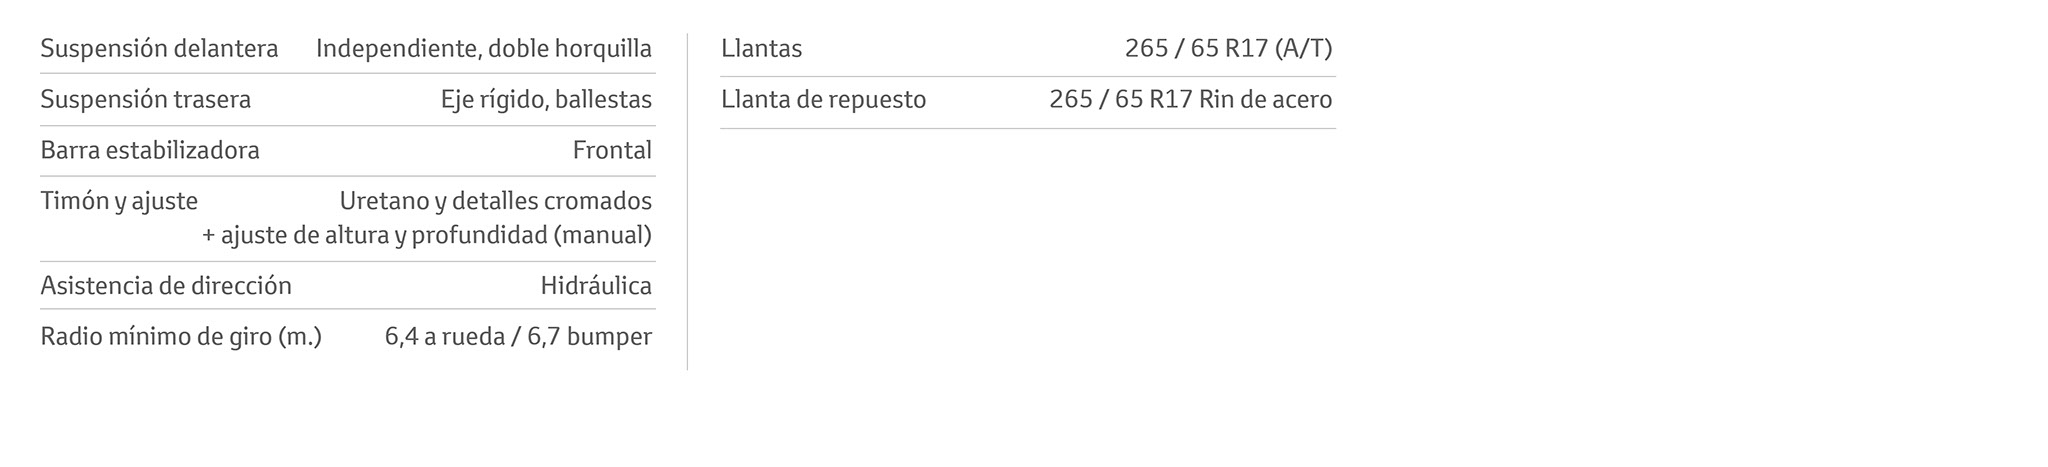 Suspensión delantera Independiente, doble horquilla
Suspensión trasera Eje rígido, ballestas
Barra estabilizadora Frontal
Timón y ajuste Uretano y detalles cromados
+ ajuste de altura y profundidad (manual)
Asistencia de dirección Hidráulica
Radio mínimo de giro (m.) 6,4 a rueda / 6,7 bumper
Llantas 265 / 65 R17 (A/T)
Llanta de repuesto 265 / 65 R17 Rin de acero